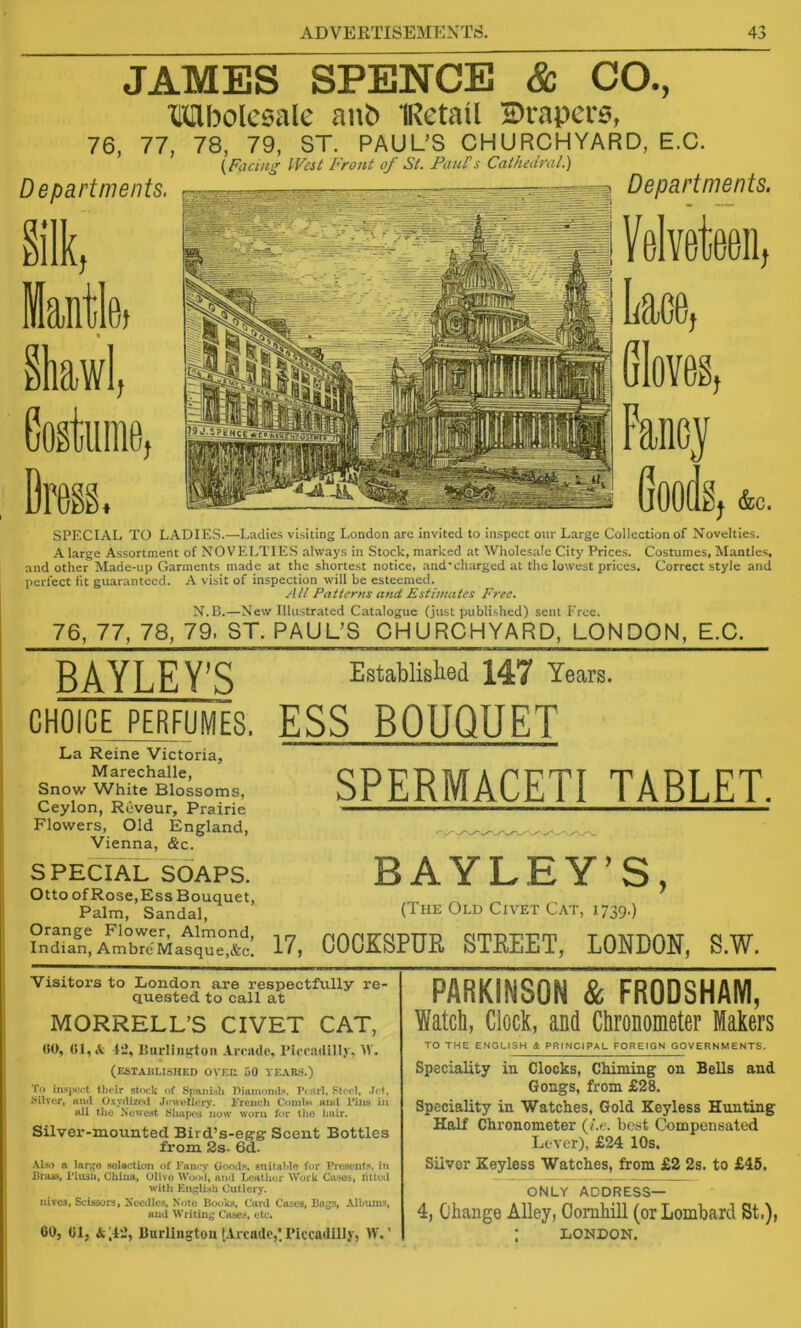 ADVERTISEMENTS. 43
JAMES SPENCE & CO.,
Wholesale and Retail Drapers,
76, 77, 78, 79, ST. PAUL'S CHURCHYARD, E.C.
(Facing West Front of St. Paul's Cathedral.)
Departments.
Silk,
Mantle,
Shawl,
Costume,
Dress.
79 J. SPENCE & CO
Departments.
Velveteen,
Lace,
Gloves,
Fancy
Goods, &c.
SPECIAL TO LADIES.—Ladies visiting London are invited to inspect our Large Collection of Novelties.
A large Assortment of NOVELTIES always in Stock, marked at Wholesale City Prices. Costumes, Mantles,
and other Made-up Garments made at the shortest notice, and charged at the lowest prices. Correct style and
perfect fit guaranteed. A visit of inspection will be esteemed.
All Patterns and Estimates Free.
N.B.—New Illustrated Catalogue (just published) sent Free.
76, 77, 78, 79, ST. PAUL'S CHURCHYARD, LONDON, E.C.
BAYLEY'S
CHOICE PERFUMES.
La Reine Victoria,
Marechalle,
Snow White Blossoms,
Ceylon, Rêveur, Prairie
Flowers, Old England,
Vienna, &c.
SPECIAL SOAPS.
Otto of Rose, Ess Bouquet,
Palm, Sandal,
Orange Flower, Almond,
Indian, Ambré Masque, &c.
Established 147 Years.
ESS BOUQUET
SPERMACETI TABLET.
BAYLEY'S,
(The Old Civet Cat, 1739.)
17, COCKSPUR STREET, LONDON, S.W.
Visitors to London are respectfully re-
quested to call at
MORRELL'S CIVET CAT,
60, 61, & 42, Burlington Arcade, Piccadilly, W.
(ESTABLISHED OVER 50 YEARS.)
To inspect their stock of Spanish Diamonds, Pearl, Steel, Jet,
Silver, and Oxydized Jewellery. French Combs and Pins in
all the Newest Shapes now worn for the hair.
Silver-mounted Bird's-egg Scent Bottles
from 2s. 6d.
Also a large selection of Fancy Goods, suitable for Presents, in
Brass, Plush, China, Olive Wood, and Leather Work Cases, fitted
with English Cutlery.
nives, Scissors, Needles, Note Books, Card Cases, Bags, Albums,
and Writing Cases, etc.
60, 61, & 42, Burlington Arcade, Piccadilly, W.
PARKINSON & FRODSHAM,
Watch, Clock, and Chronometer Makers
TO THE ENGLISH & PRINCIPAL FOREIGN GOVERNMENTS.
Speciality in Clocks, Chiming on Bells and
Gongs, from £28.
Speciality in Watches, Gold Keyless Hunting
Half Chronometer (i.e. best Compensated
Lever), £24 10s.
Silver Keyless Watches, from £2 2s. to £45.
ONLY ADDRESS—
4, Change Alley, Cornhill (or Lombard St.),
LONDON.